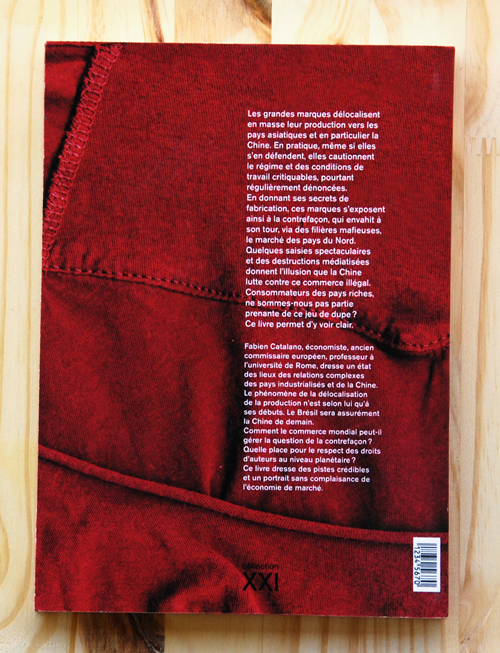 Les grandes marques délocalisent
en masse leur production vers les
pays asiatiques et en particulier la
Chine. En pratique, même si elles
s'en défendent, elles cautionnent
le régime et des conditions de
travail critiquables, pourtant
régulièrement dénoncées.
En donnant ses secrets de
fabrication, ces marques s'exposent
ainsi à la contrefaçon, qui envahit à
son tour, via des filières mafieuses,
le marché des pays du Nord.
Quelques saisies spectaculaires
et des destructions médiatisées
donnent l'illusion que la Chine
lutte contre ce commerce illégal.
Consommateurs des pays riches,
ne sommes-nous pas partie
prenante de ce jeu de dupe ?
Ce livre permet d'y voir clair.
Fabien Catalano, économiste, ancien
commissaire européen, professeur à
l'université de Rome, dresse un état
des lieux des relations complexes
des pays industrialisés et de la Chine.
Le phénomène de la délocalisation
de la production n'est selon lui qu'à
ses débuts. Le Brésil sera assurément
la Chine de demain.
Comment le commerce mondial peut-il
gérer la question de la contrefaçon ?
Quelle place pour le respect des droits
d'auteurs au niveau planétaire ?
Ce livre dresse des pistes crédibles
et un portrait sans complaisance de
l'économie de marché.
collection
XXI